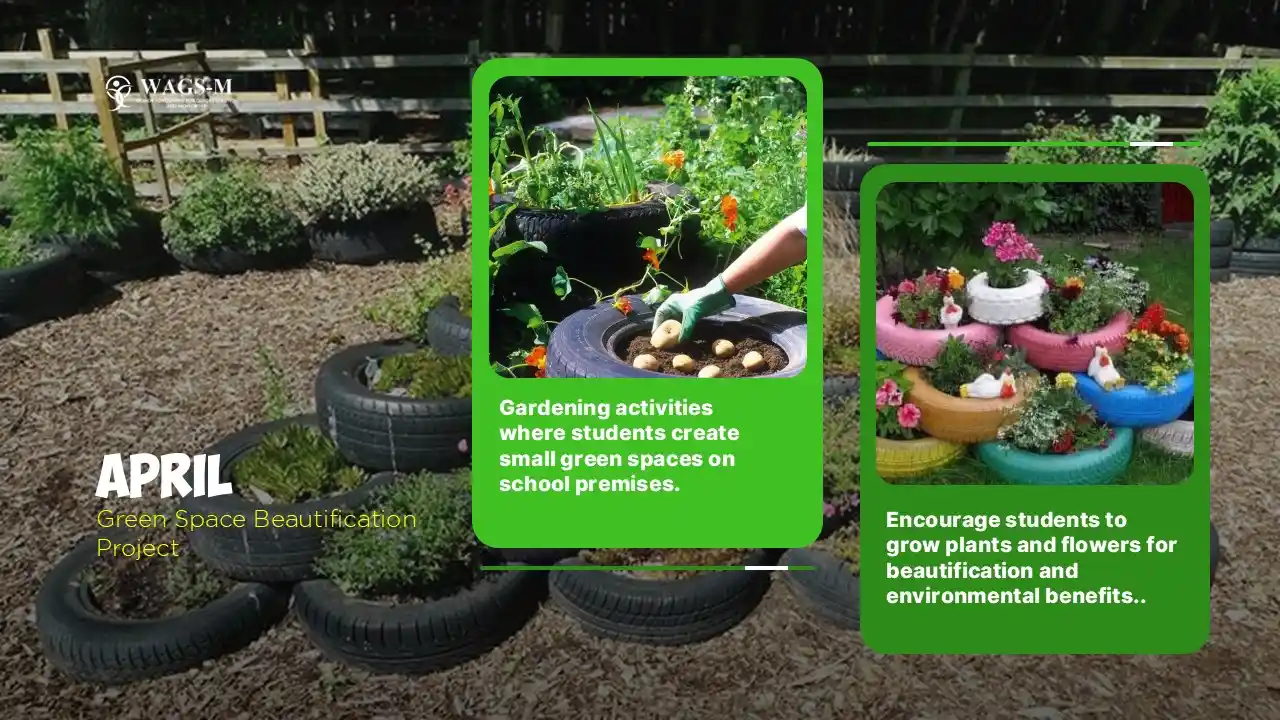 WAGS-M
APRIL
Green Space Beautification
Project
Gardening activities
where students create
small green spaces on
school premises.
Encourage students to
grow plants and flowers for
beautification and
environmental benefits..